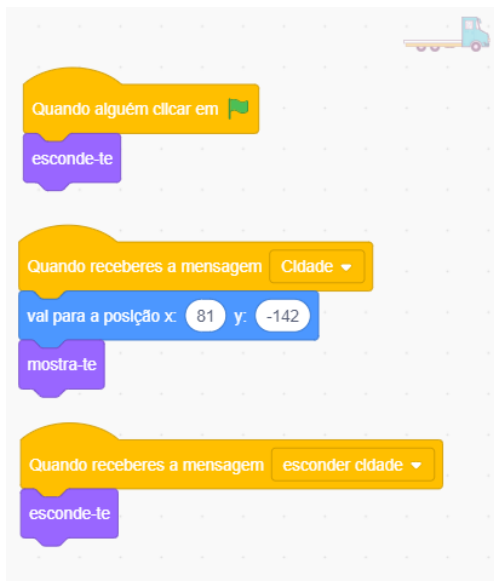 Quando alguém clicar em
esconde-te
Quando receberes a mensagem Cidade
vai para a posição x: 81 y: -142
mostra-te
Quando receberes a mensagem esconder cidade
esconde-te